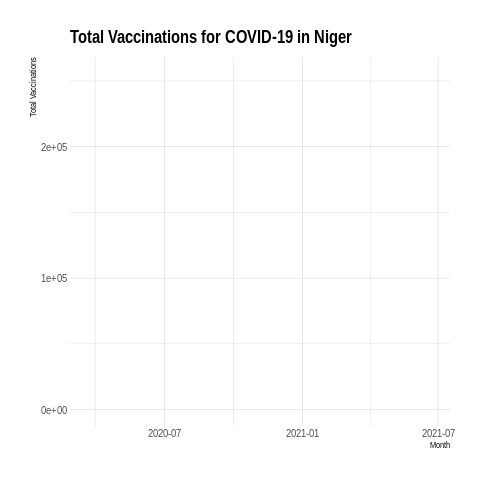 Total Vaccinations for COVID-19 in Niger
Total Vaccinations
2e+05
1e+05
0e+00
2020-07 2021-01 2021-07
Month